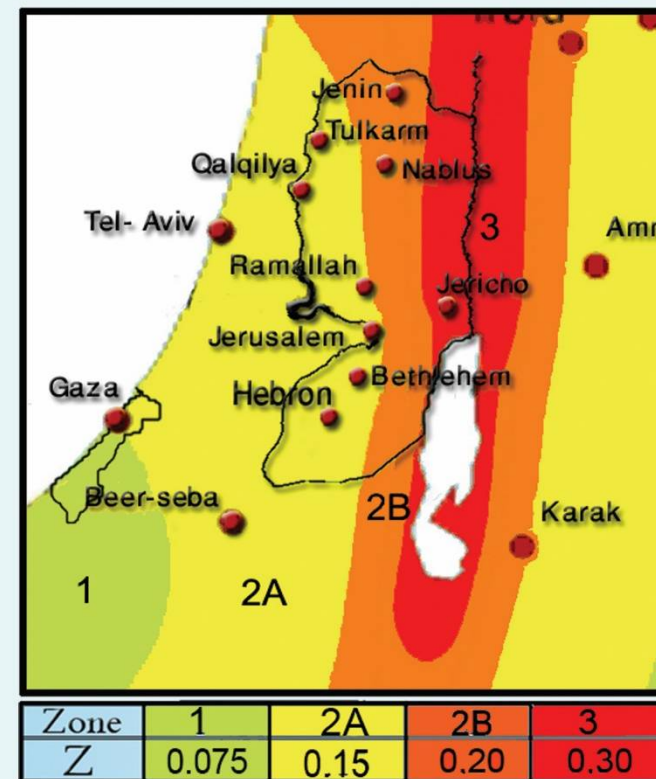 Jenin
Tulkarm
Qalqilya
Nablus
Tel- Aviv
3
Ramallah
Jericho
Jerusalem
Gaza
Bethlehem
Hebron
Beer-seba
2B
Karak
1
2A
Zone 1 2A 2B 3
Z 0.075 0.15 0.20 0.30